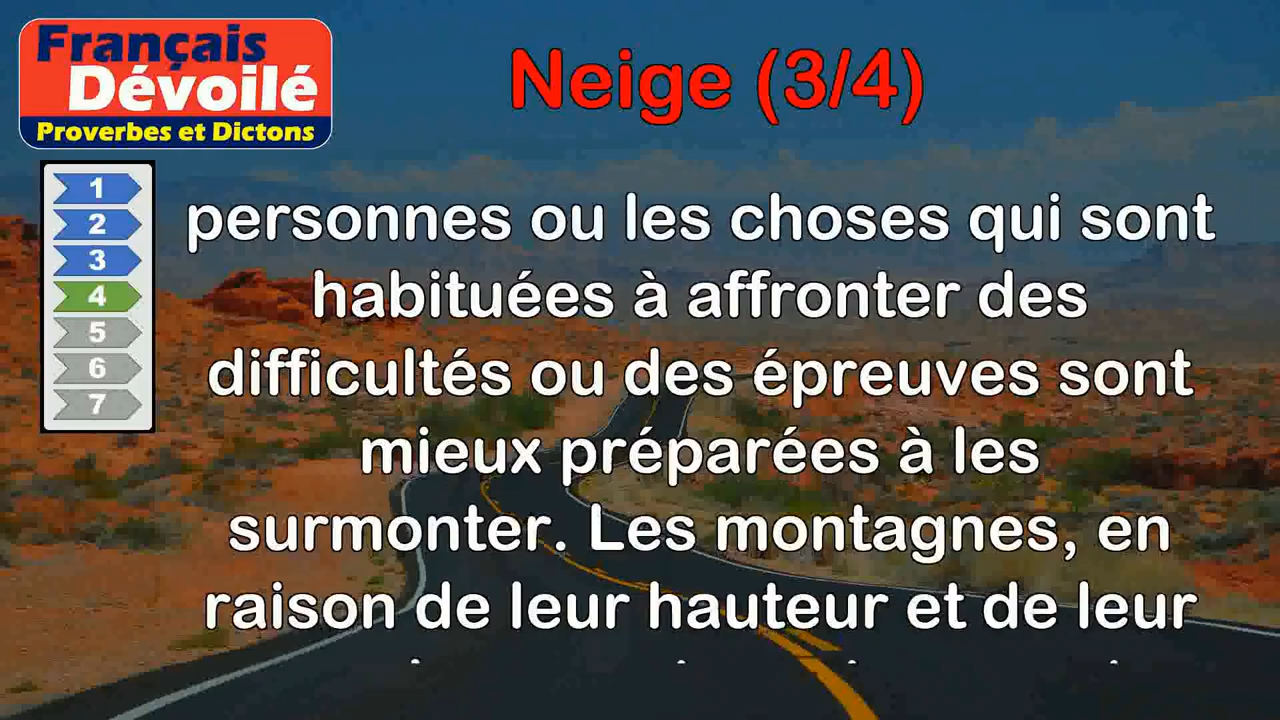 Français
Dévoilé
Proverbes et Dictons
Neige (3/4)
1
2
3
4
5
6
7
personnes ou les choses qui sont
habituées à affronter des
difficultés ou des épreuves sont
mieux préparées à les
surmonter. Les montagnes, en
raison de leur hauteur et de leur